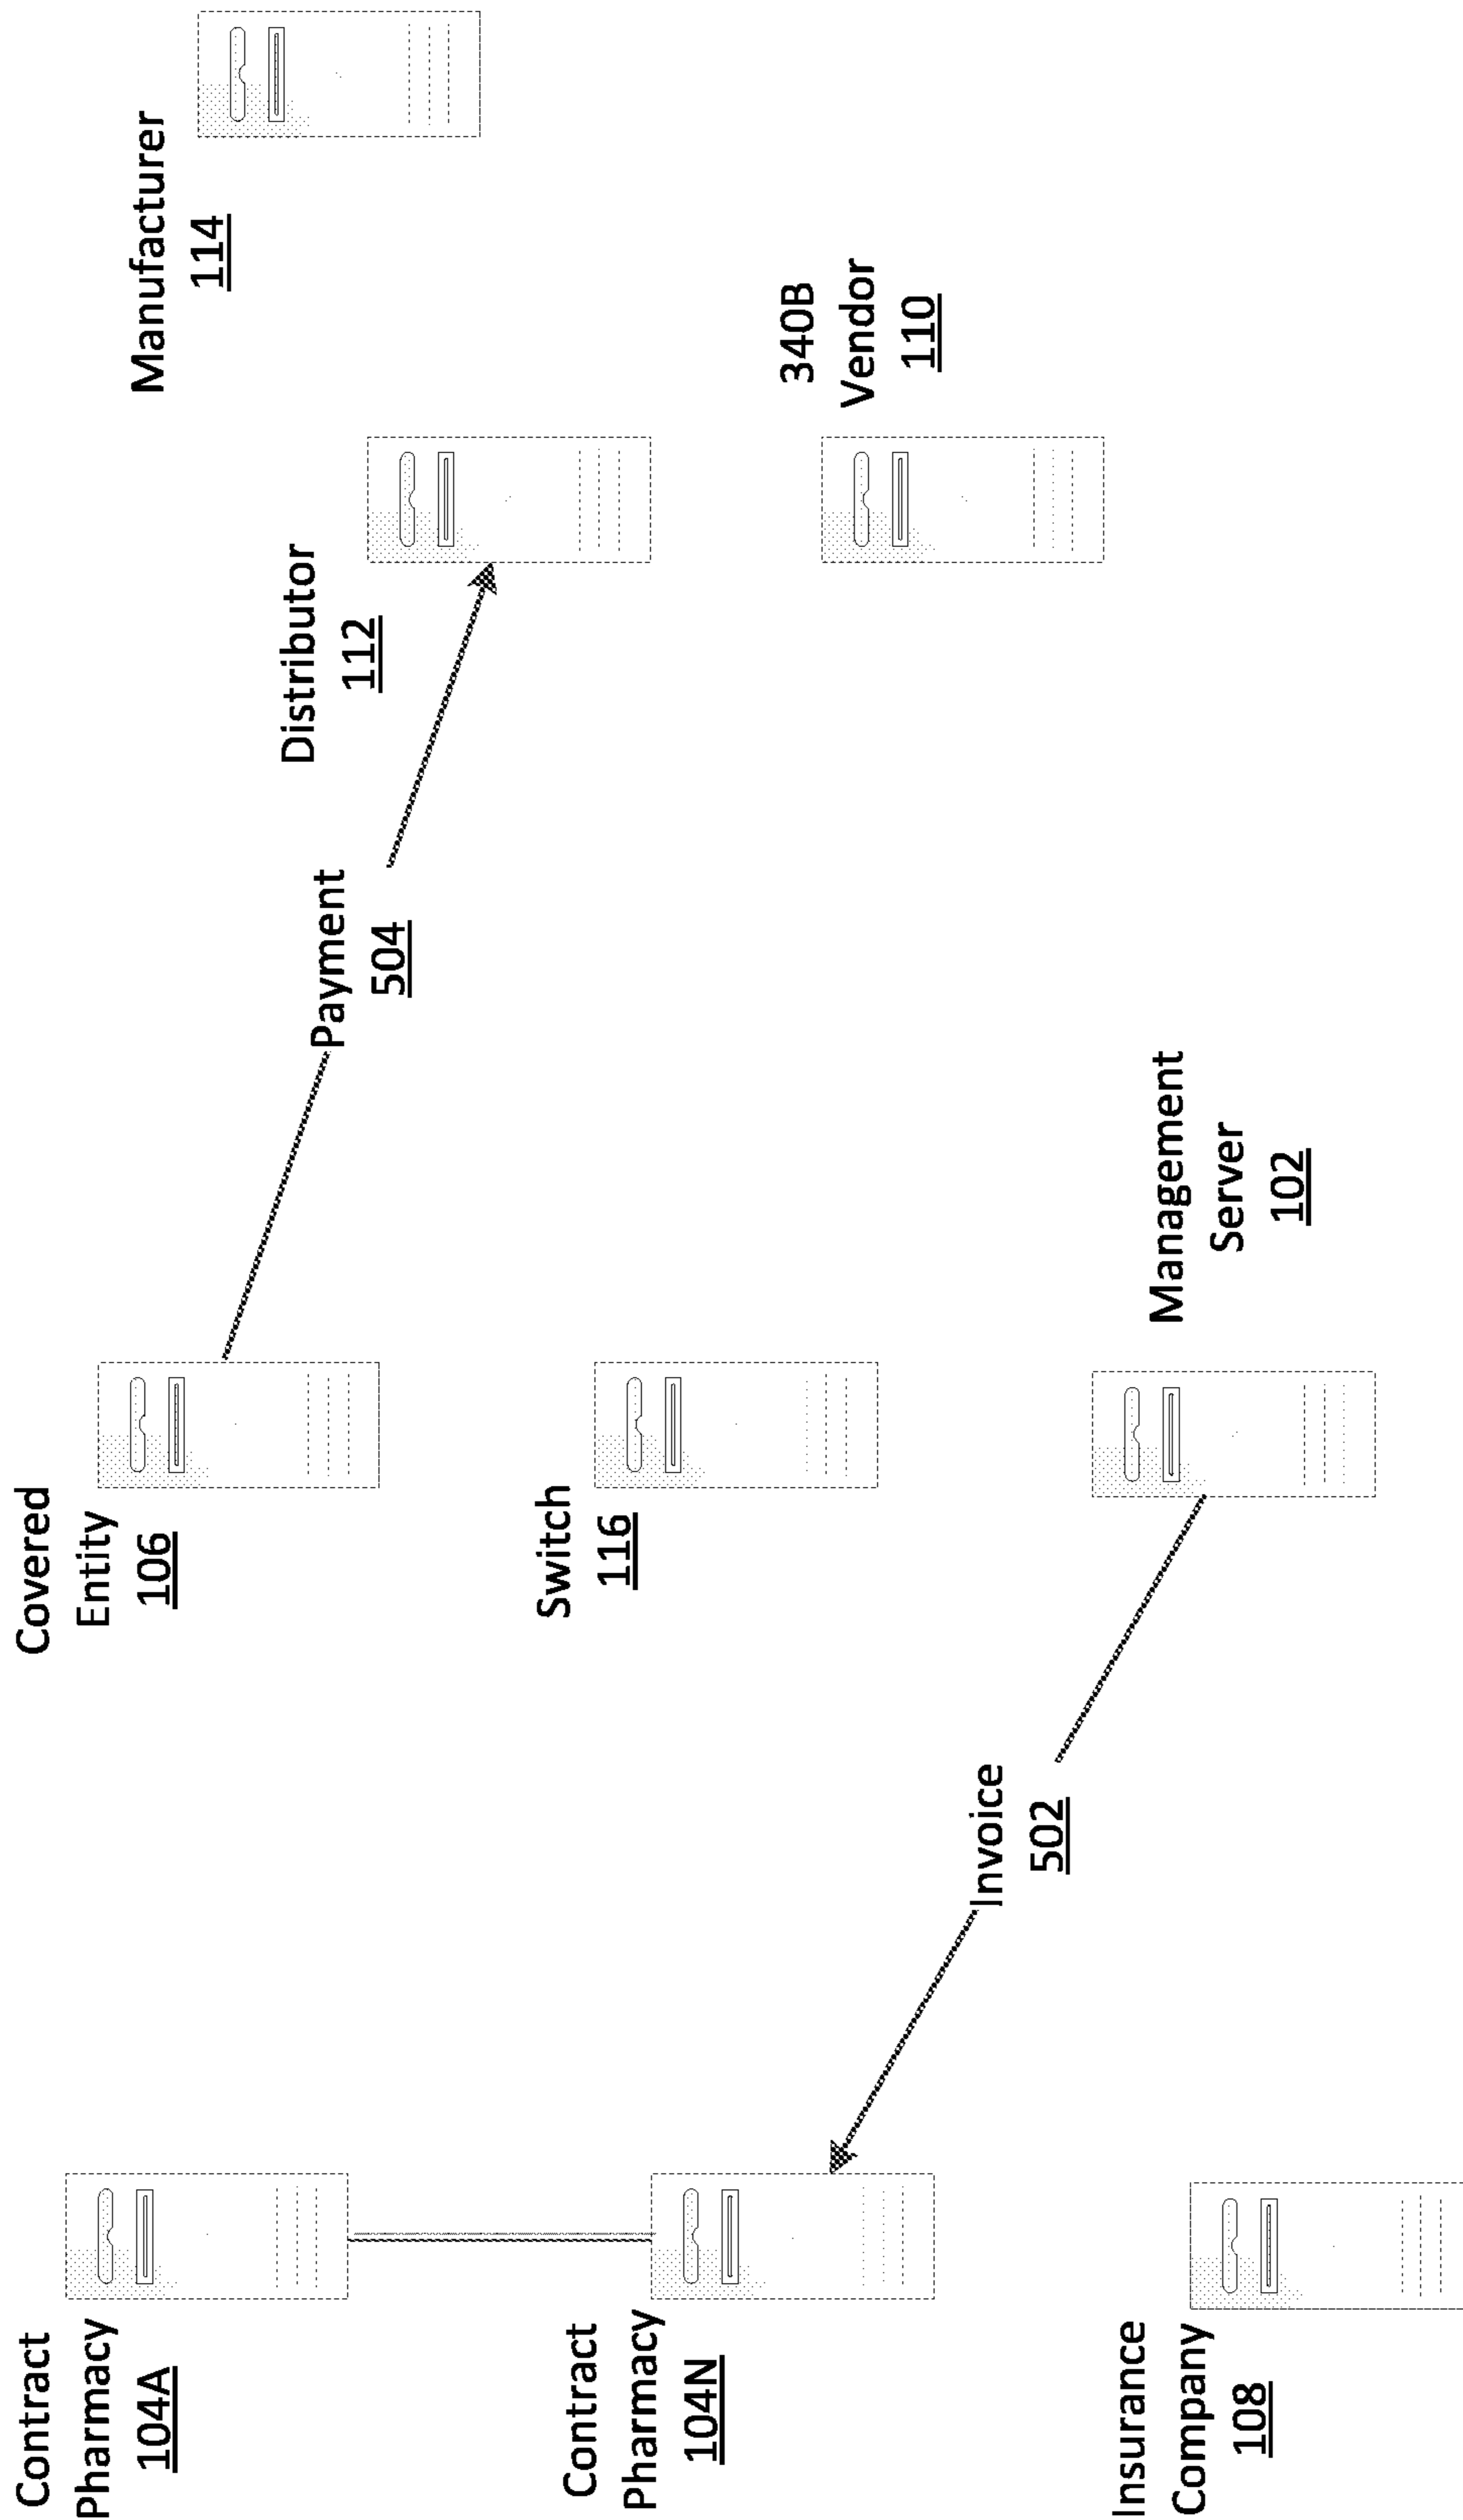 Contract
Pharmacy
104A
Covered
Entity
106
Payment
504
Distributor
112
Manufacturer
114
Contract
Pharmacy
104N
Switch
116
340B
Vendor
110
Invoice
502
Insurance
Company
108
Management
Server
102